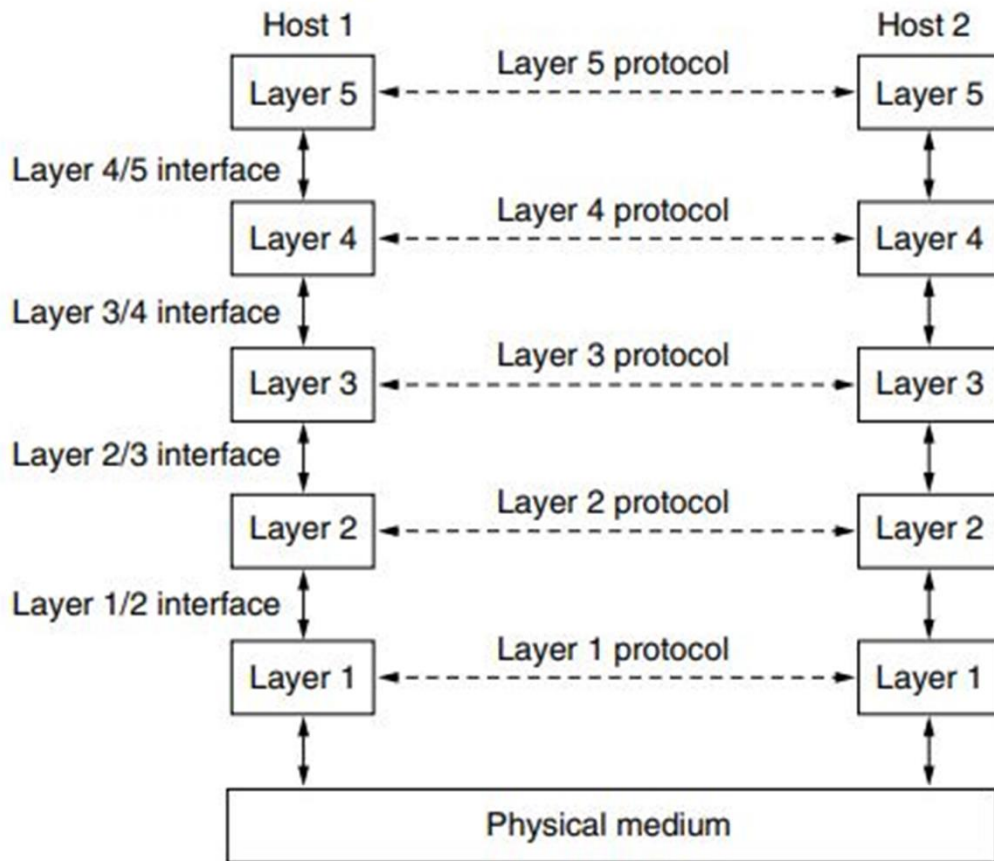 Host 1
Host 2
Layer 5 protocol
Layer 5
Layer 5
Layer 4/5 interface
Layer 4 protocol
Layer 4
Layer 4
Layer 3/4 interface
Layer 3 protocol
Layer 3
Layer 3
Layer 2/3 interface
Layer 2 protocol
Layer 2
Layer 2
Layer 1/2 interface
Layer 1 protocol
Layer 1
Layer 1
Physical medium